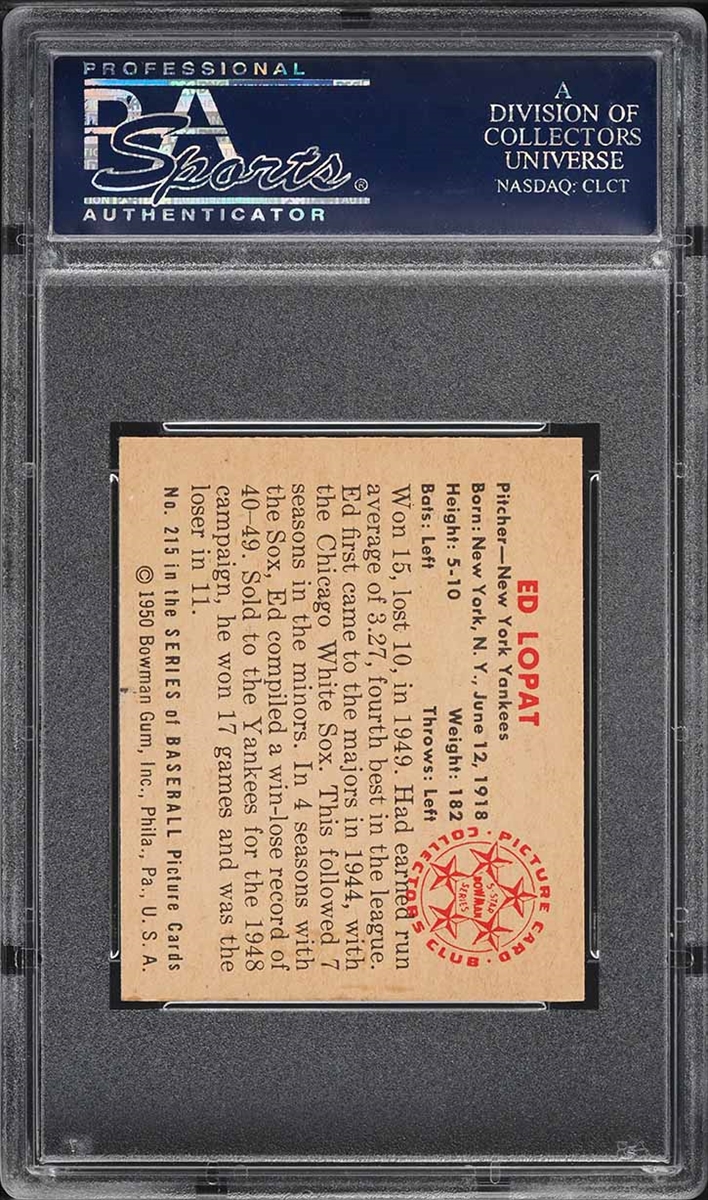 PROFESSIONAL
PSA
Sports®
AUTHENTICATOR
A
DIVISION OF
COLLECTORS
UNIVERSE
NASDAQ: CLCT
ED LOPAT
Pitcher—New York Yankees
Born: New York, N. Y., June 12, 1918
Height: 5-10 Weight: 182
Bats: Left Throws: Left
PICTURE CARD · COLLECTORS CLUB ·
5-STAR
BOWMAN
SERIES
Won 15, lost 10, in 1949. Had earned run
average of 3.27, fourth best in the league.
Ed first came to the majors in 1944, with
the Chicago White Sox. This followed 7
seasons in the minors. In 4 seasons with
the Sox, Ed compiled a win-lose record of
40–49. Sold to the Yankees for the 1948
campaign, he won 17 games and was the
loser in 11.
No. 215 in the SERIES of BASEBALL Picture Cards
© 1950 Bowman Gum, Inc., Phila., Pa., U. S. A.